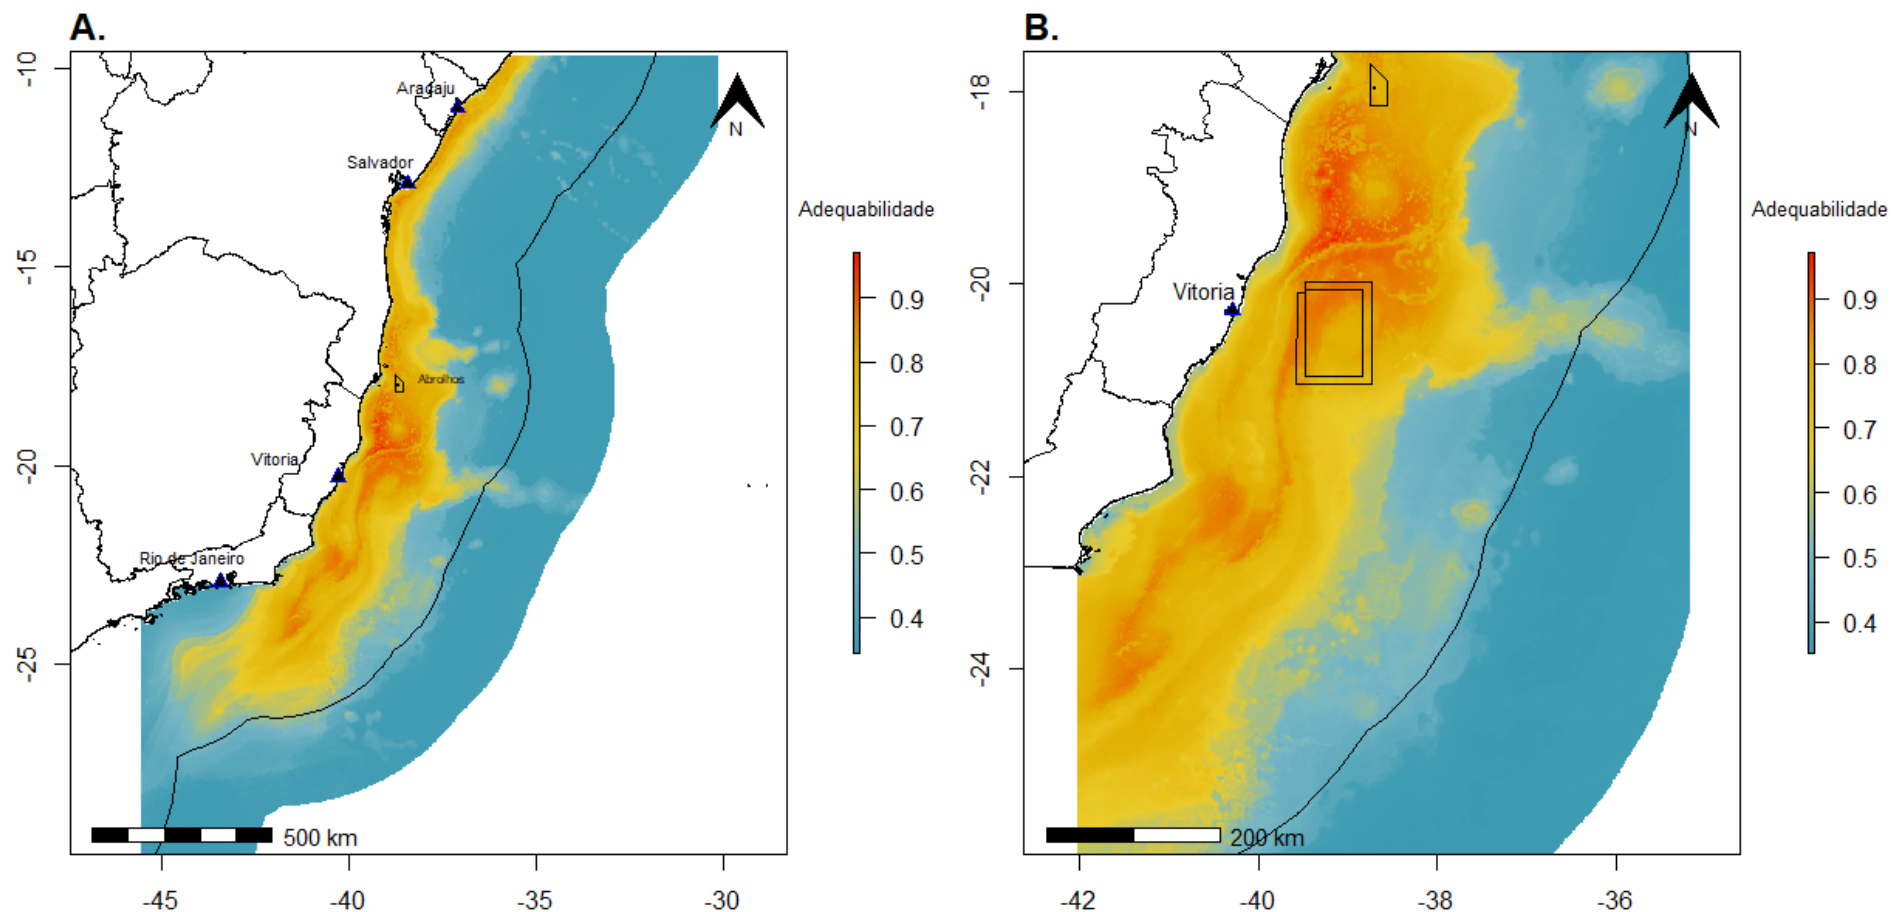 A.
-10
-15
-20
-25
-45
-40
-35
-30
Aracaju
Salvador
Abrolhos
Vitoria
Rio de Janeiro
N
500 km
Adequabilidade
0.9
0.8
0.7
0.6
0.5
0.4
B.
-18
-20
-22
-24
-42
-40
-38
-36
Vitoria
N
200 km
Adequabilidade
0.9
0.8
0.7
0.6
0.5
0.4